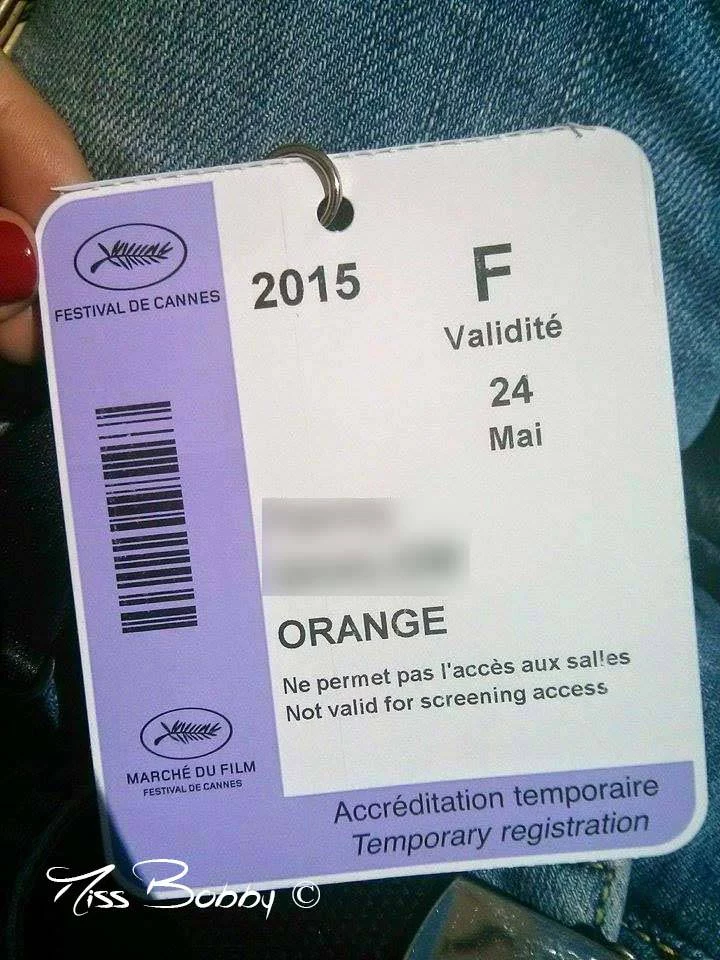 FESTIVAL DE CANNES
2015
F
Validité
24
Mai
ORANGE
Ne permet pas l'accès aux salles
Not valid for screening access
MARCHÉ DU FILM
FESTIVAL DE CANNES
Accréditation temporaire
Temporary registration
Miss Bobby ©